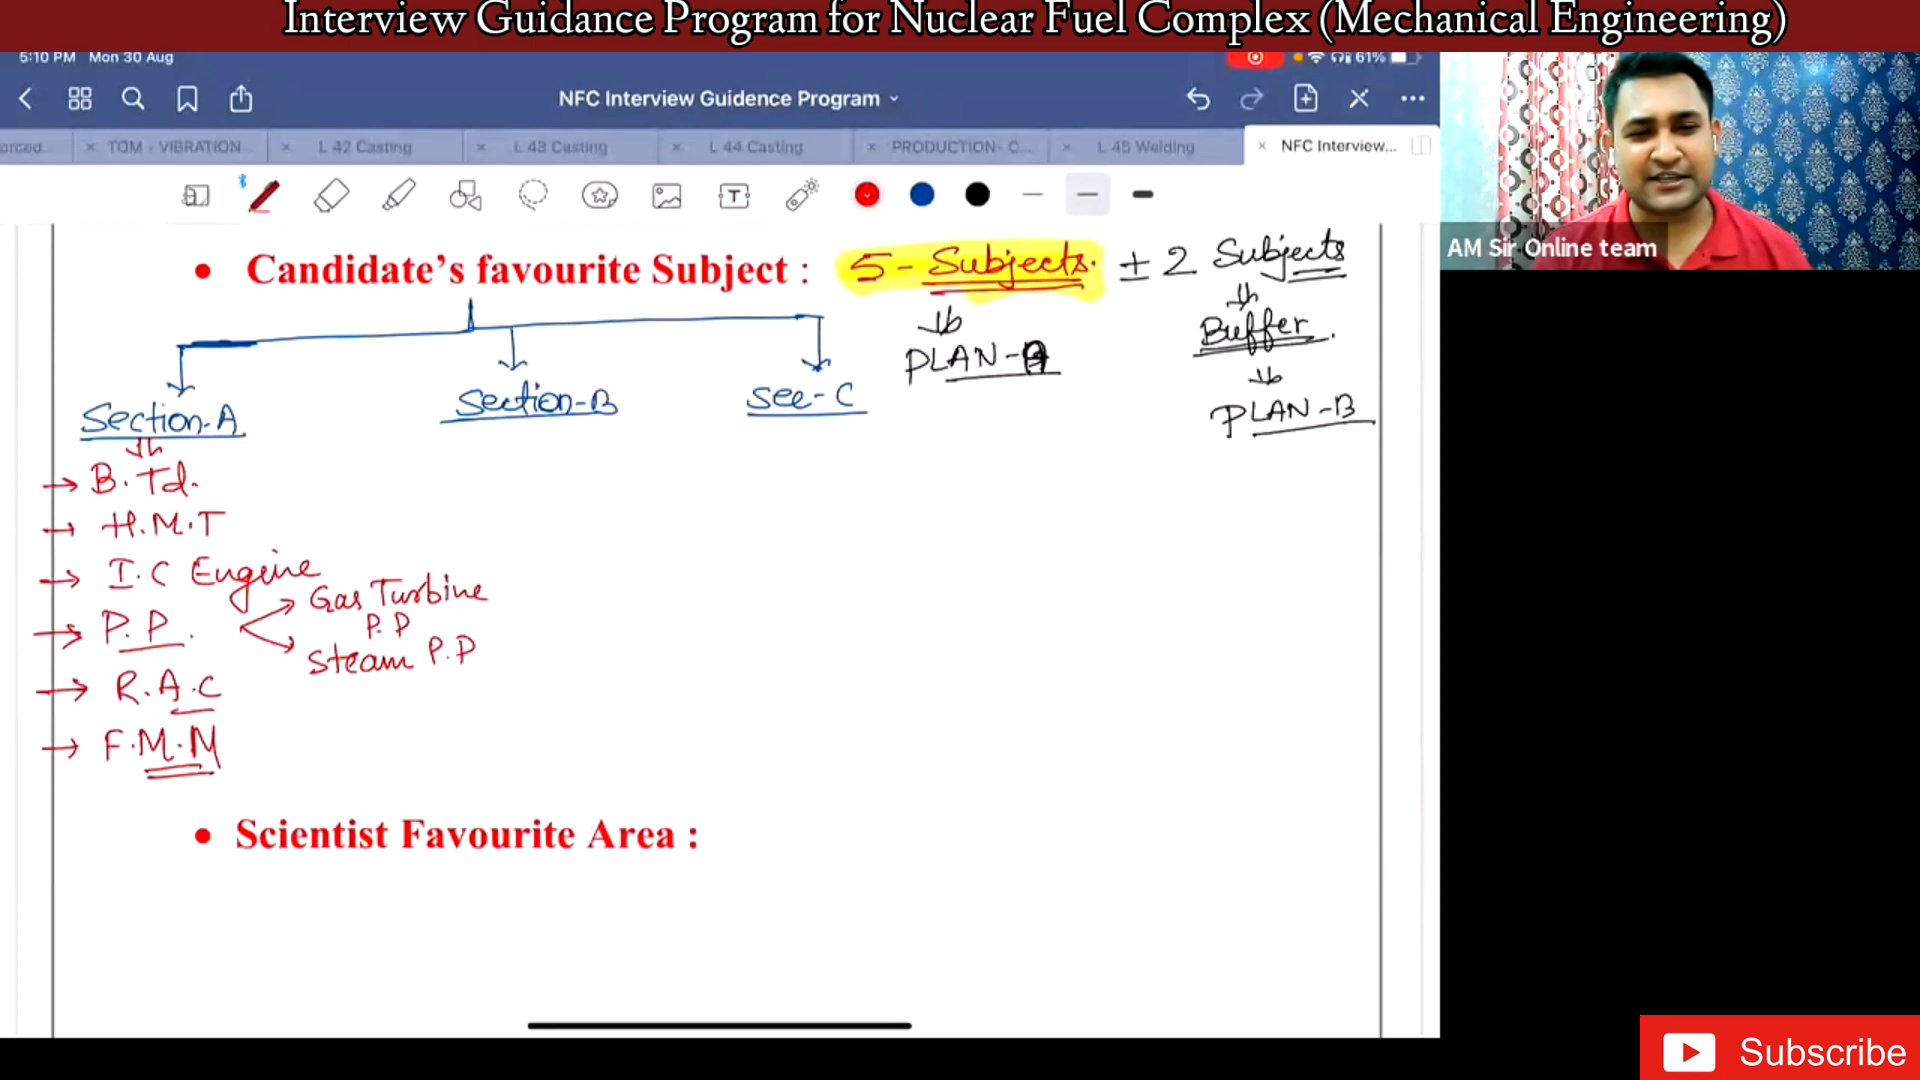 Interview Guidance Program for Nuclear Fuel Complex (Mechanical Engineering)
5:10 PM Mon 30 Aug
61%
NFC Interview Guidence Program
orced... TOM - VIBRATION... L 42 Casting L 43 Casting L 44 Casting PRODUCTION- C... L 45 Welding NFC Interview...
T
AM Sir Online team
• Candidate's favourite Subject : 5 - Subjects. ± 2 Subjects
PLAN-A
Buffer.
PLAN-B
Section-A Section-B Sec-C
→ B.Td.
→ H.M.T
→ I.C Engine
→ P.P.
Gas Turbine
P.P
Steam P.P
→ R.A.C
→ F.M.M
• Scientist Favourite Area :
Subscribe